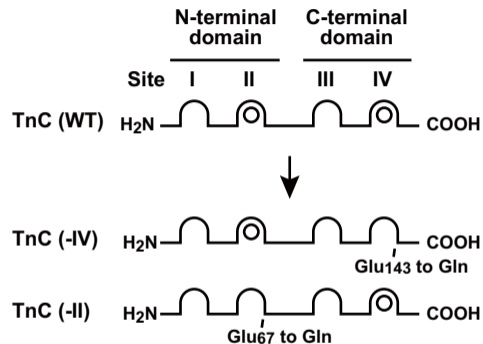 N-terminal domain C-terminal domain
Site I II III IV
TnC (WT) H2N COOH
TnC (-IV) H2N COOH
Glu143 to Gln
TnC (-II) H2N COOH
Glu67 to Gln